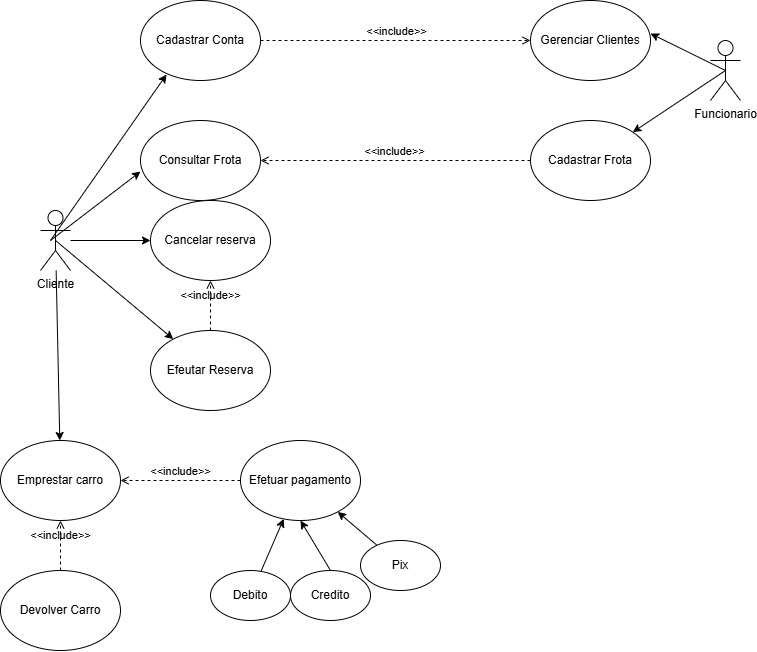 Cadastrar Conta
<<include>>
Gerenciar Clientes
Funcionario
Consultar Frota
<<include>>
Cadastrar Frota
Cancelar reserva
Cliente
<<include>>
Efeutar Reserva
Emprestar carro
<<include>>
Efetuar pagamento
<<include>>
Pix
Debito
Credito
Devolver Carro